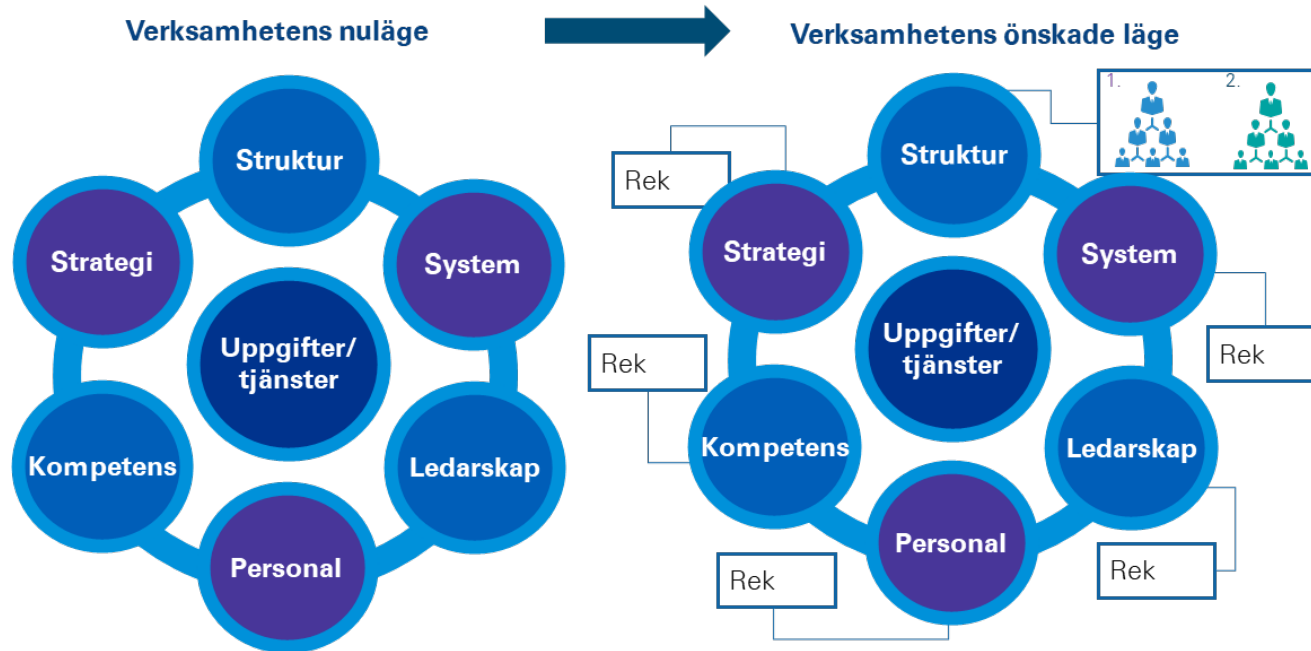 Verksamhetens nuläge
Verksamhetens önskade läge
Struktur
Strategi
System
Uppgifter/
tjänster
Kompetens
Ledarskap
Personal
1.
2.
Struktur
Rek
Strategi
System
Rek
Uppgifter/
tjänster
Rek
Kompetens
Ledarskap
Personal
Rek
Rek